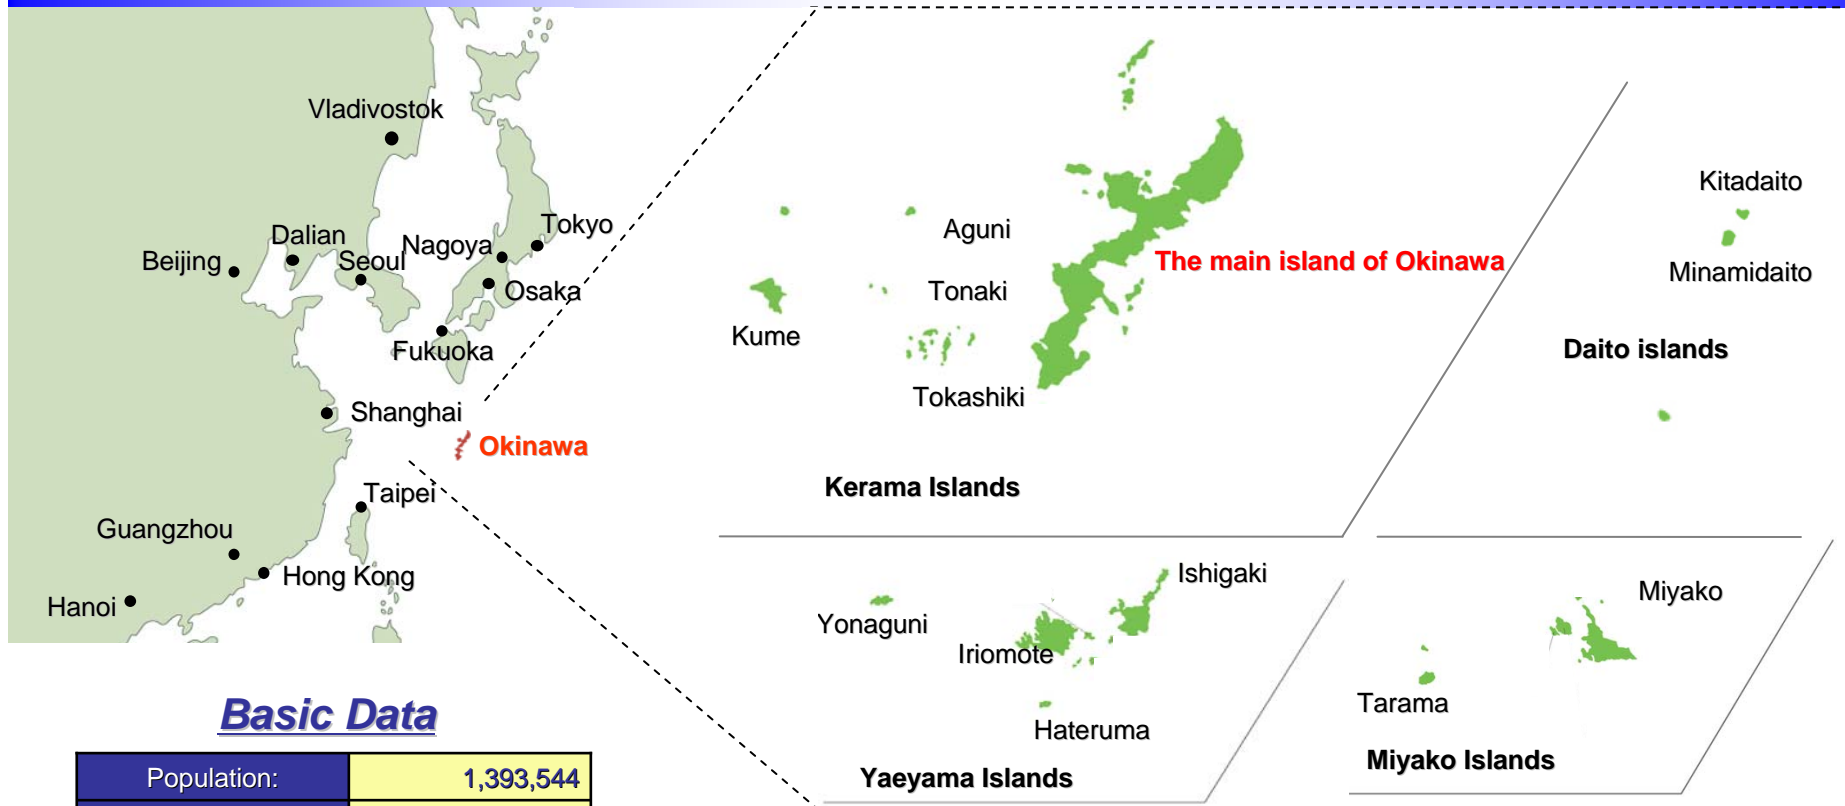 Vladivostok
Tokyo
Nagoya
Dalian
Seoul
Beijing
Osaka
Fukuoka
Shanghai
Okinawa
Taipei
Guangzhou
Hong Kong
Hanoi
Aguni
The main island of Okinawa
Tonaki
Kume
Tokashiki
Kerama Islands
Kitadaito
Minamidaito
Daito islands
Ishigaki
Yonaguni
Iriomote
Hateruma
Yaeyama Islands
Miyako
Tarama
Miyako Islands
Basic Data
Population: 1,393,544